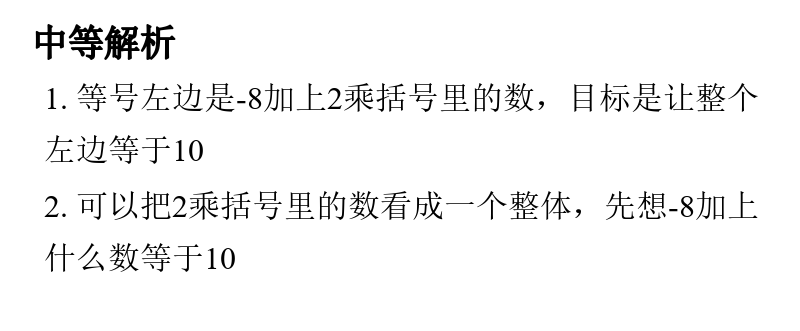 中等解析
1. 等号左边是-8加上2乘括号里的数，目标是让整个
左边等于10
2. 可以把2乘括号里的数看成一个整体，先想-8加上
什么数等于10